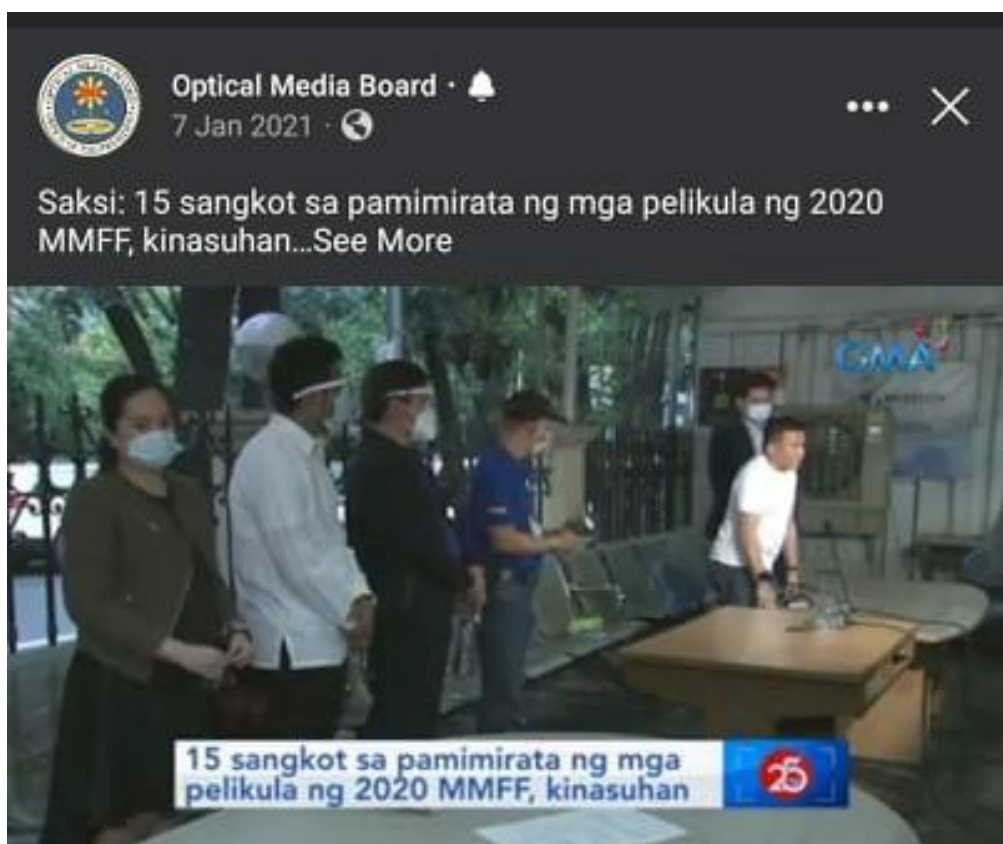 Optical Media Board
7 Jan 2021
Saksi: 15 sangkot sa pamimirata ng mga pelikula ng 2020
MMFF, kinasuhan...See More
GMA
15 sangkot sa pamimirata ng mga
pelikula ng 2020 MMFF, kinasuhan
25